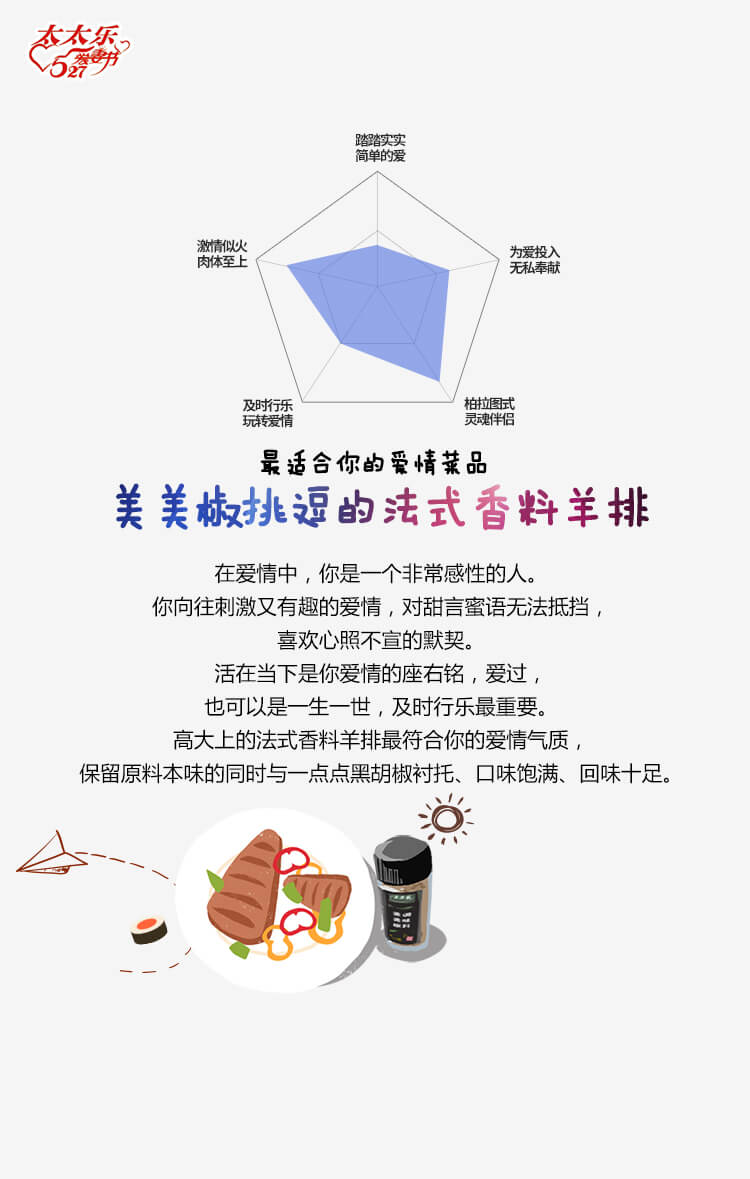 太太乐
527 爱妻节
踏踏实实
简单的爱
激情似火
肉体至上
为爱投入
无私奉献
及时行乐
玩转爱情
柏拉图式
灵魂伴侣
最适合你的爱情菜品
美美椒挑逗的法式香料羊排
在爱情中，你是一个非常感性的人。
你向往刺激又有趣的爱情，对甜言蜜语无法抵挡，
喜欢心照不宣的默契。
活在当下是你爱情的座右铭，爱过，
也可以是一生一世，及时行乐最重要。
高大上的法式香料羊排最符合你的爱情气质，
保留原料本味的同时与一点点黑胡椒衬托、口味饱满、回味十足。
太太乐